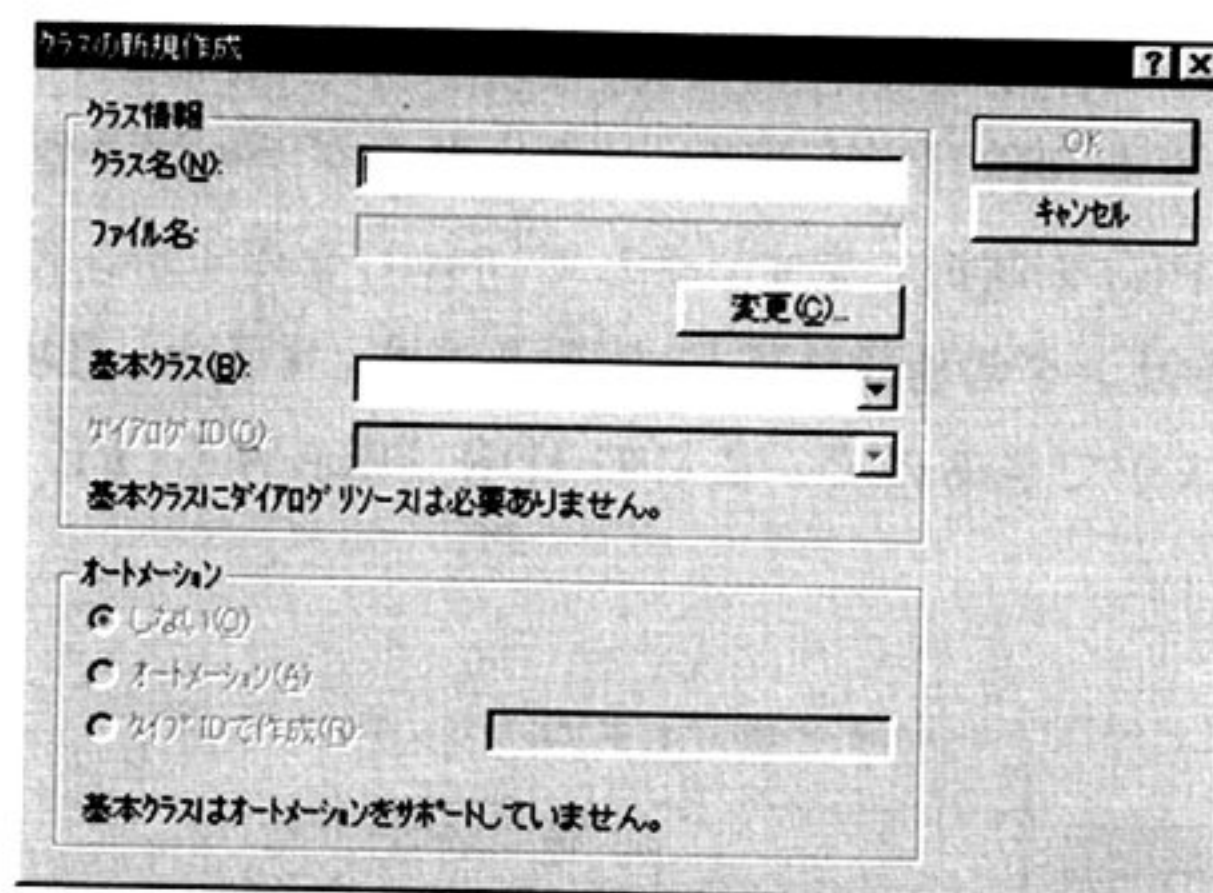 クラスの新規作成
クラス情報
クラス名(N):
ファイル名:
変更(C)...
基本クラス(B):
ダイアログ ID(D):
基本クラスにダイアログ リソースは必要ありません。
オートメーション
しない(O)
オートメーション(A)
タイプ IDで作成(R):
基本クラスはオートメーションをサポートしていません。
OK
キャンセル